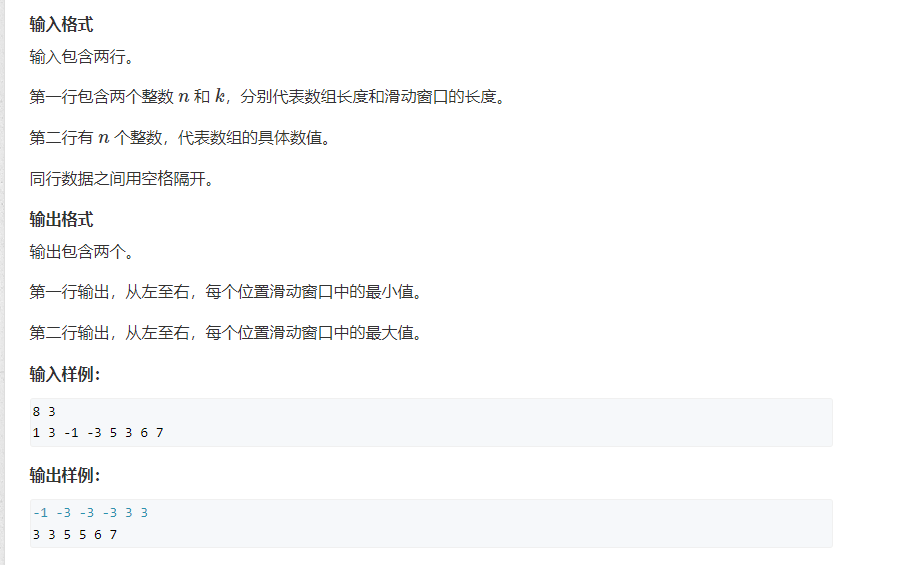 输入格式
输入包含两行。
第一行包含两个整数 n 和 k，分别代表数组长度和滑动窗口的长度。
第二行有 n 个整数，代表数组的具体数值。
同行数据之间用空格隔开。
输出格式
输出包含两个。
第一行输出，从左至右，每个位置滑动窗口中的最小值。
第二行输出，从左至右，每个位置滑动窗口中的最大值。
输入样例：
8 3
1 3 -1 -3 5 3 6 7
输出样例：
-1 -3 -3 -3 3 3
3 3 5 5 6 7